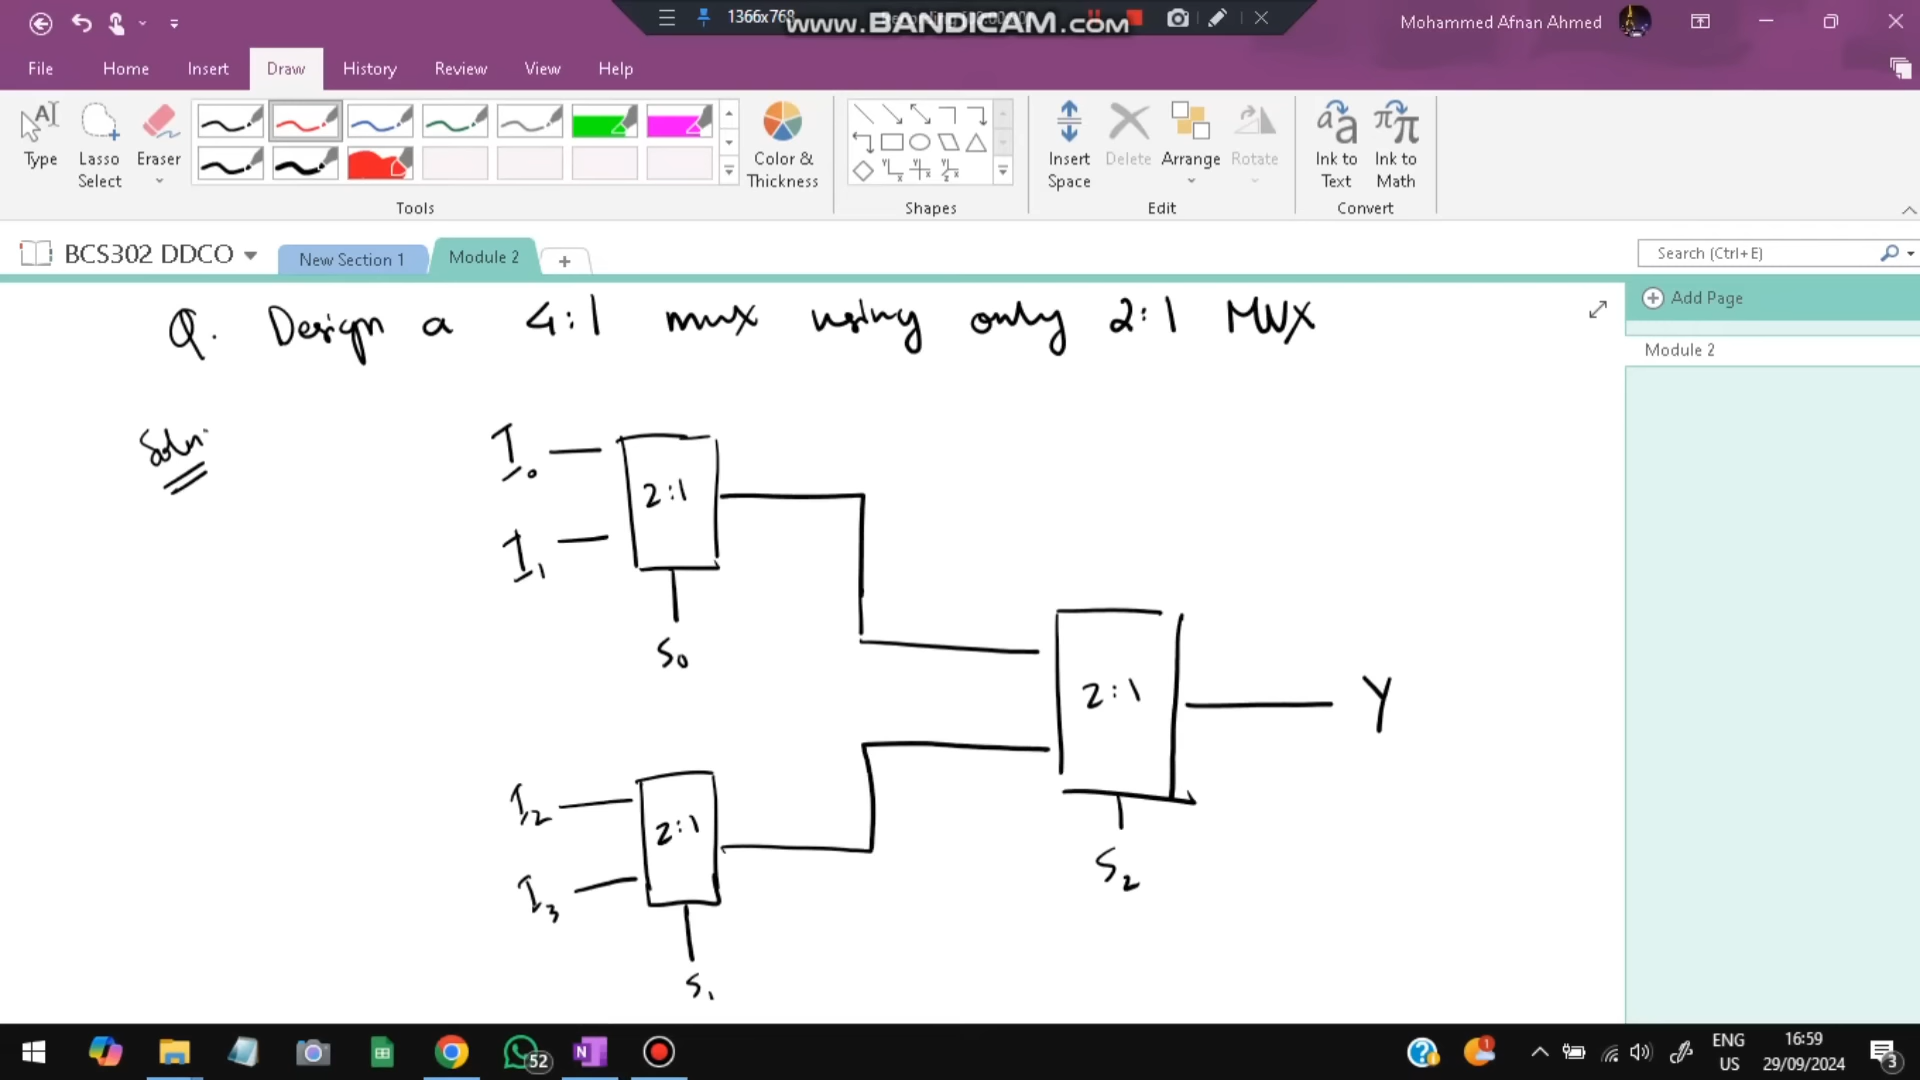 1366x768
www.BANDICAM.com
Mohammed Afnan Ahmed
File Home Insert Draw History Review View Help
Type
Lasso Select
Eraser
Color & Thickness
Insert Space
Delete
Arrange
Rotate
Ink to Text
Ink to Math
Tools
Shapes
Edit
Convert
BCS302 DDCO
New Section 1
Module 2
Search (Ctrl+E)
Add Page
Module 2
Q. Design a 4:1 mux using only 2:1 MUX
Soln:
I₀
2:1
I₁
S₀
2:1
Y
I₂
2:1
S₂
I₃
S₁
52
1
ENG
US
16:59
29/09/2024
3